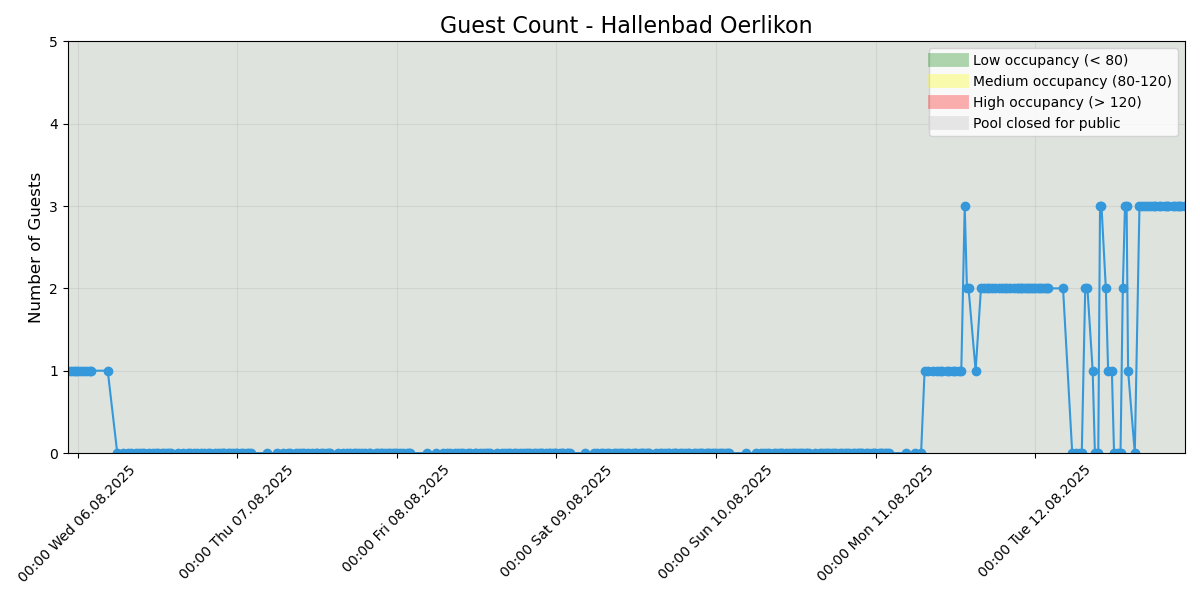 Guest Count - Hallenbad Oerlikon
Low occupancy (< 80)
Medium occupancy (80-120)
High occupancy (> 120)
Pool closed for public
Number of Guests
5
4
3
2
1
0
00:00 Wed 06.08.2025
00:00 Thu 07.08.2025
00:00 Fri 08.08.2025
00:00 Sat 09.08.2025
00:00 Sun 10.08.2025
00:00 Mon 11.08.2025
00:00 Tue 12.08.2025